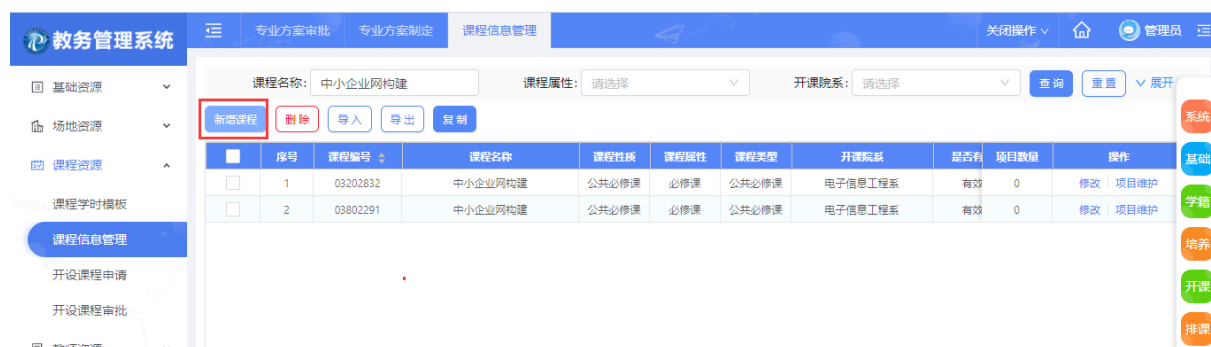 教务管理系统
专业方案审批 专业方案制定 课程信息管理 关闭操作 管理员
基础资源
场地资源
课程资源
课程学时模板
课程信息管理
开设课程申请
开设课程审批
课程名称: 中小企业网构建 课程属性: 请选择 开课院系: 请选择 查询 重置 展开
新增课程 删除 导入 导出 复制
序号 课程编号 课程名称 课程性质 课程属性 课程类型 开课院系 是否有 项目数量 操作
1 03202832 中小企业网构建 公共必修课 必修课 公共必修课 电子信息工程系 有效 0 修改 项目维护
2 03802291 中小企业网构建 公共必修课 必修课 公共必修课 电子信息工程系 有效 0 修改 项目维护
系统
基础
学籍
培养
开课
排课